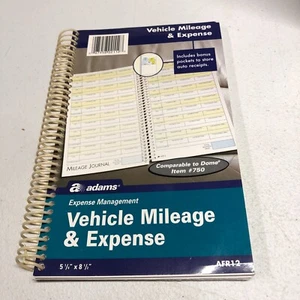 Vehicle Mileage
& Expense
Includes bonus
pockets to store
auto receipts.
MILEAGE JOURNAL
Comparable to Dome®
Item #750
adams®
Expense Management
Vehicle Mileage
& Expense
5 ¼" x 8 ½"
AFR12